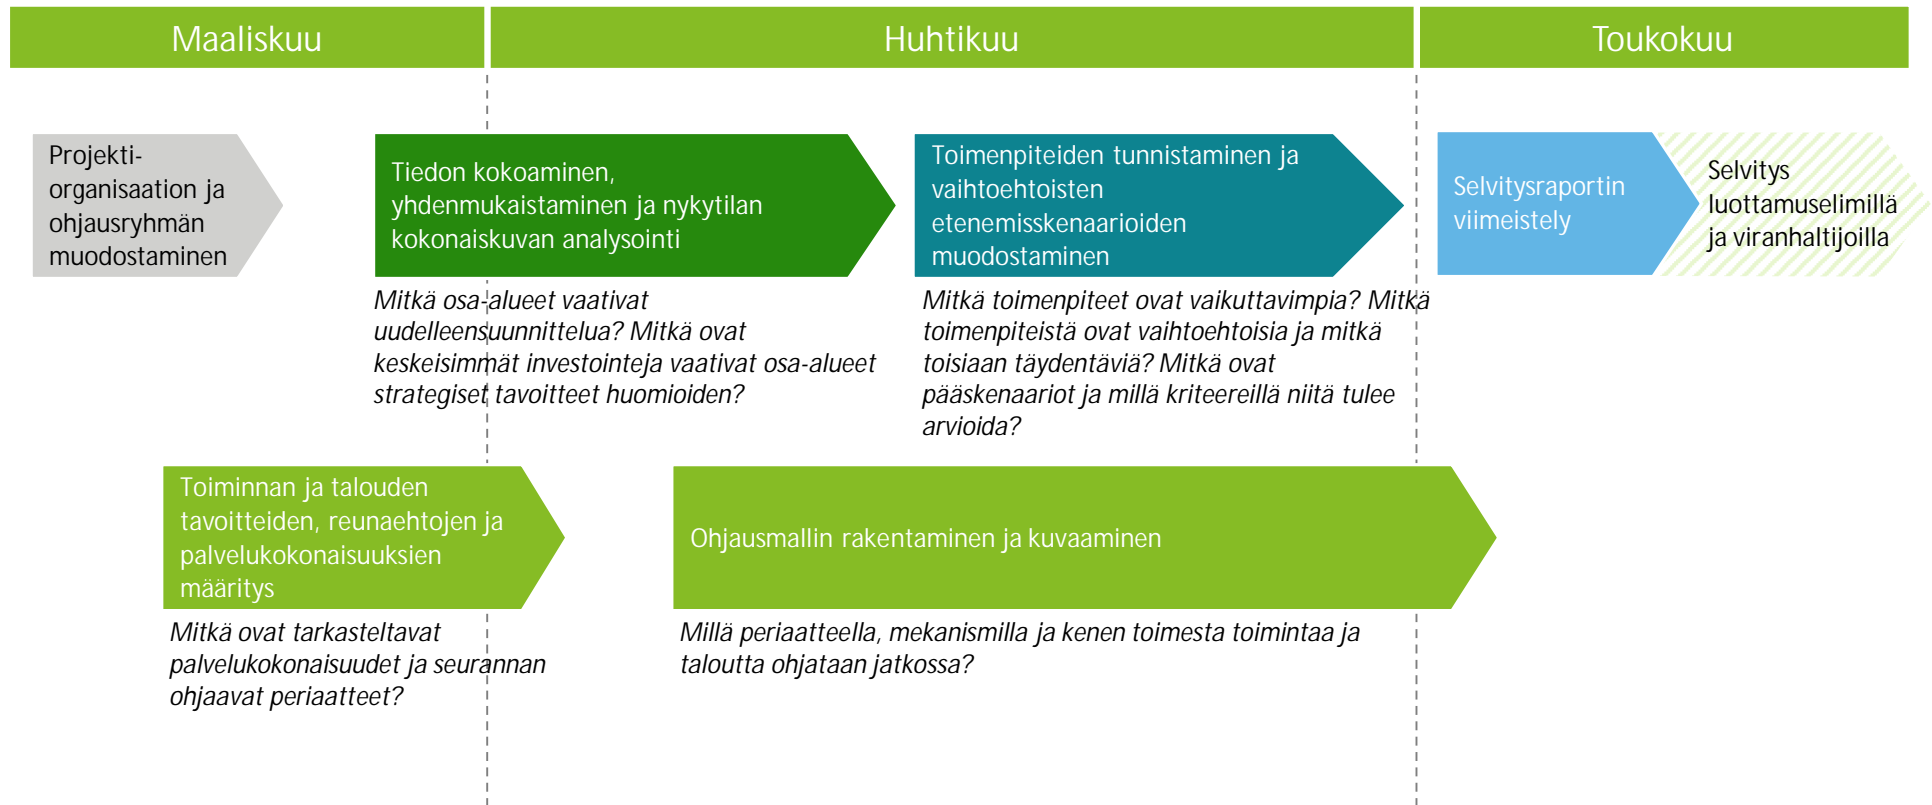 Maaliskuu
Huhtikuu
Toukokuu
Projekti-
organisaation ja
ohjausryhmän
muodostaminen
Tiedon kokoaminen,
yhdenmukaistaminen ja nykytilan
kokonaiskuvan analysointi
Toimenpiteiden tunnistaminen ja
vaihtoehtoisten
etenemisskenaarioiden
muodostaminen
Selvitysraportin
viimeistely
Selvitys
luottamuselimillä
ja viranhaltijoilla
Mitkä osa-alueet vaativat
uudelleensuunnittelua? Mitkä ovat
keskeisimmät investointeja vaativat osa-alueet
strategiset tavoitteet huomioiden?
Mitkä toimenpiteet ovat vaikuttavimpia? Mitkä
toimenpiteistä ovat vaihtoehtoisia ja mitkä
toisiaan täydentäviä? Mitkä ovat
pääskenaariot ja millä kriteereillä niitä tulee
arvioida?
Toiminnan ja talouden
tavoitteiden, reunaehtojen ja
palvelukokonaisuuksien
määritys
Ohjausmallin rakentaminen ja kuvaaminen
Mitkä ovat tarkasteltavat
palvelukokonaisuudet ja seurannan
ohjaavat periaatteet?
Millä periaatteella, mekanismilla ja kenen toimesta toimintaa ja
taloutta ohjataan jatkossa?